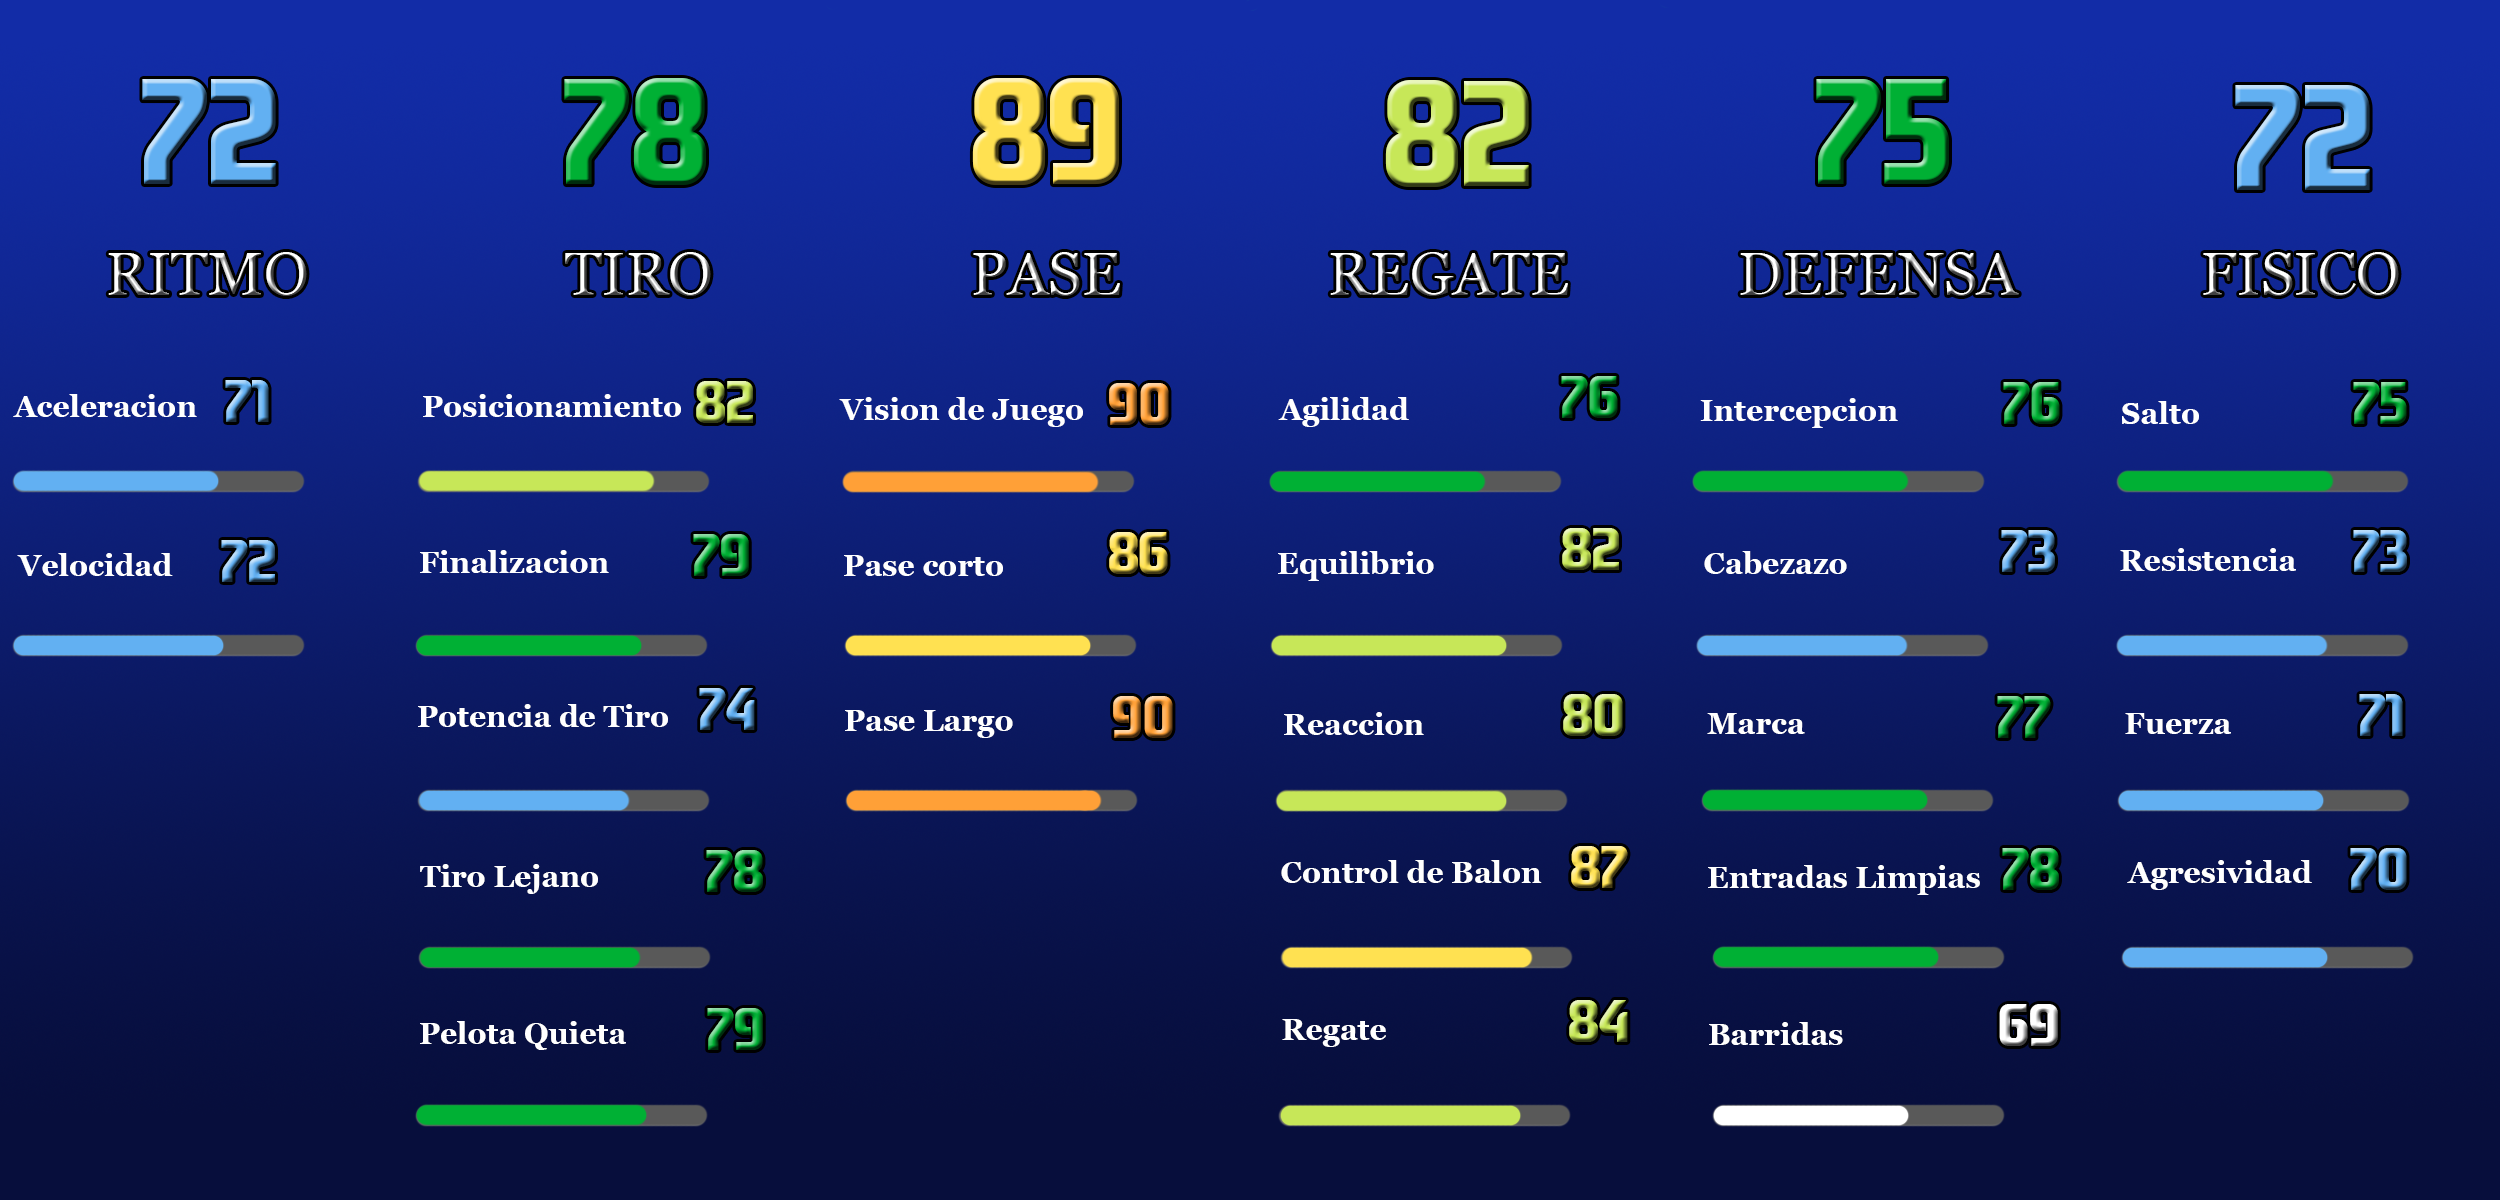 72 78 89 82 75 72
RITMO TIRO PASE REGATE DEFENSA FISICO
Aceleracion 71
Velocidad 72
Posicionamiento 82
Finalizacion 79
Potencia de Tiro 74
Tiro Lejano 78
Pelota Quieta 79
Vision de Juego 90
Pase corto 86
Pase Largo 90
Agilidad 76
Equilibrio 82
Reaccion 80
Control de Balon 87
Regate 84
Intercepcion 76
Cabezazo 73
Marca 77
Entradas Limpias 78
Barridas 69
Salto 75
Resistencia 73
Fuerza 71
Agresividad 70